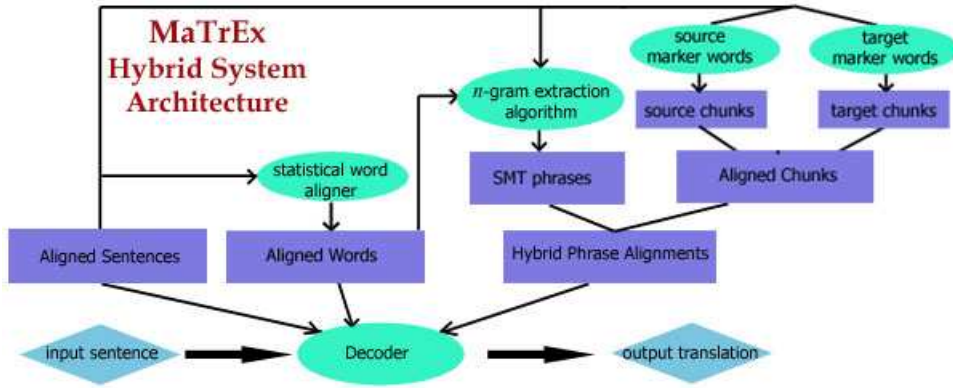 MaTrEx
Hybrid System
Architecture
source
marker words
target
marker words
n-gram extraction
algorithm
source chunks
target chunks
statistical word
aligner
SMT phrases
Aligned Chunks
Aligned Sentences
Aligned Words
Hybrid Phrase Alignments
input sentence
Decoder
output translation